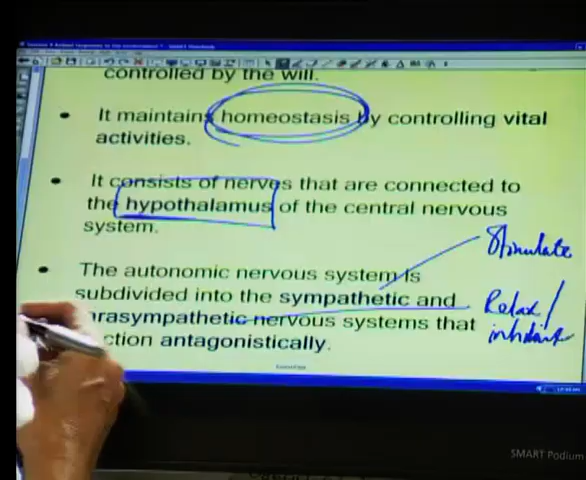 controlled by the will.
• It maintains homeostasis by controlling vital
activities.
• It consists of nerves that are connected to
the hypothalamus of the central nervous
system.
Stimulate
• The autonomic nervous system is
subdivided into the sympathetic and
Relax/
arasympathetic nervous systems that
ction antagonistically.
SMART Podium